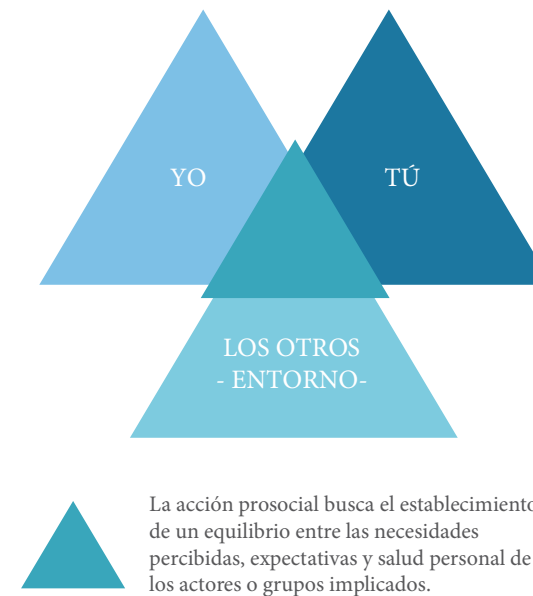 YO
TÚ
LOS OTROS
- ENTORNO-
La acción prosocial busca el establecimiento
de un equilibrio entre las necesidades
percibidas, expectativas y salud personal de
los actores o grupos implicados.